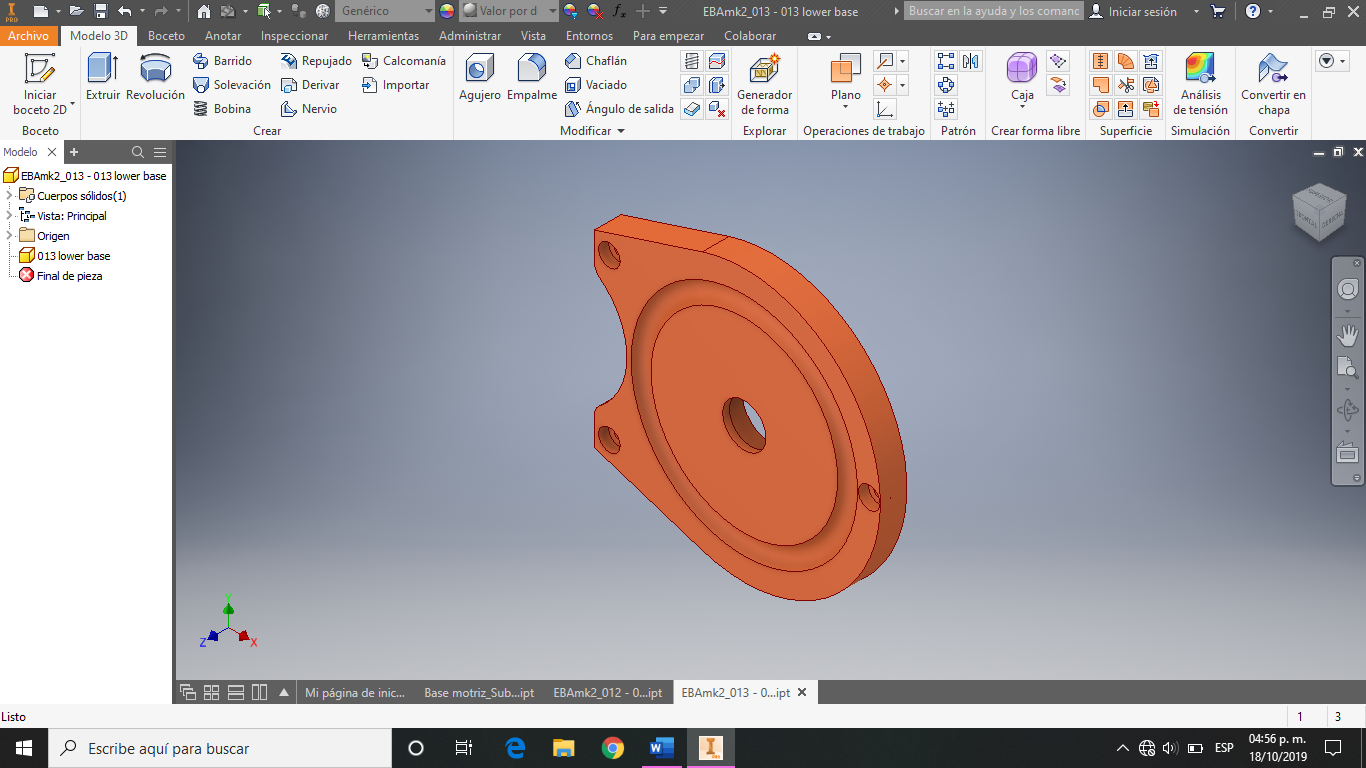 PRO
Genérico
Valor por d
fx
EBAmk2_013 - 013 lower base
Buscar en la ayuda y los comanc
Iniciar sesión
Archivo
Modelo 3D
Boceto
Anotar
Inspeccionar
Herramientas
Administrar
Vista
Entornos
Para empezar
Colaborar
Iniciar
boceto 2D
Extruir
Revolución
Barrido
Solevación
Bobina
Repujado
Derivar
Nervio
Calcomanía
Importar
Agujero
Empalme
Chaflán
Vaciado
Ángulo de salida
Generador
de forma
Plano
Caja
Análisis
de tensión
Convertir en
chapa
Boceto
Crear
Modificar
Explorar
Operaciones de trabajo
Patrón
Crear forma libre
Superficie
Simulación
Convertir
Modelo
EBAmk2_013 - 013 lower base
Cuerpos sólidos(1)
Vista: Principal
Origen
013 lower base
Final de pieza
FRONTAL
DERECHA
Y
Z
X
Mi página de inic...
Base motriz_Sub...ipt
EBAmk2_012 - 0...ipt
EBAmk2_013 - 0...ipt
Listo
1
3
Escribe aquí para buscar
ESP
04:56 p. m.
18/10/2019